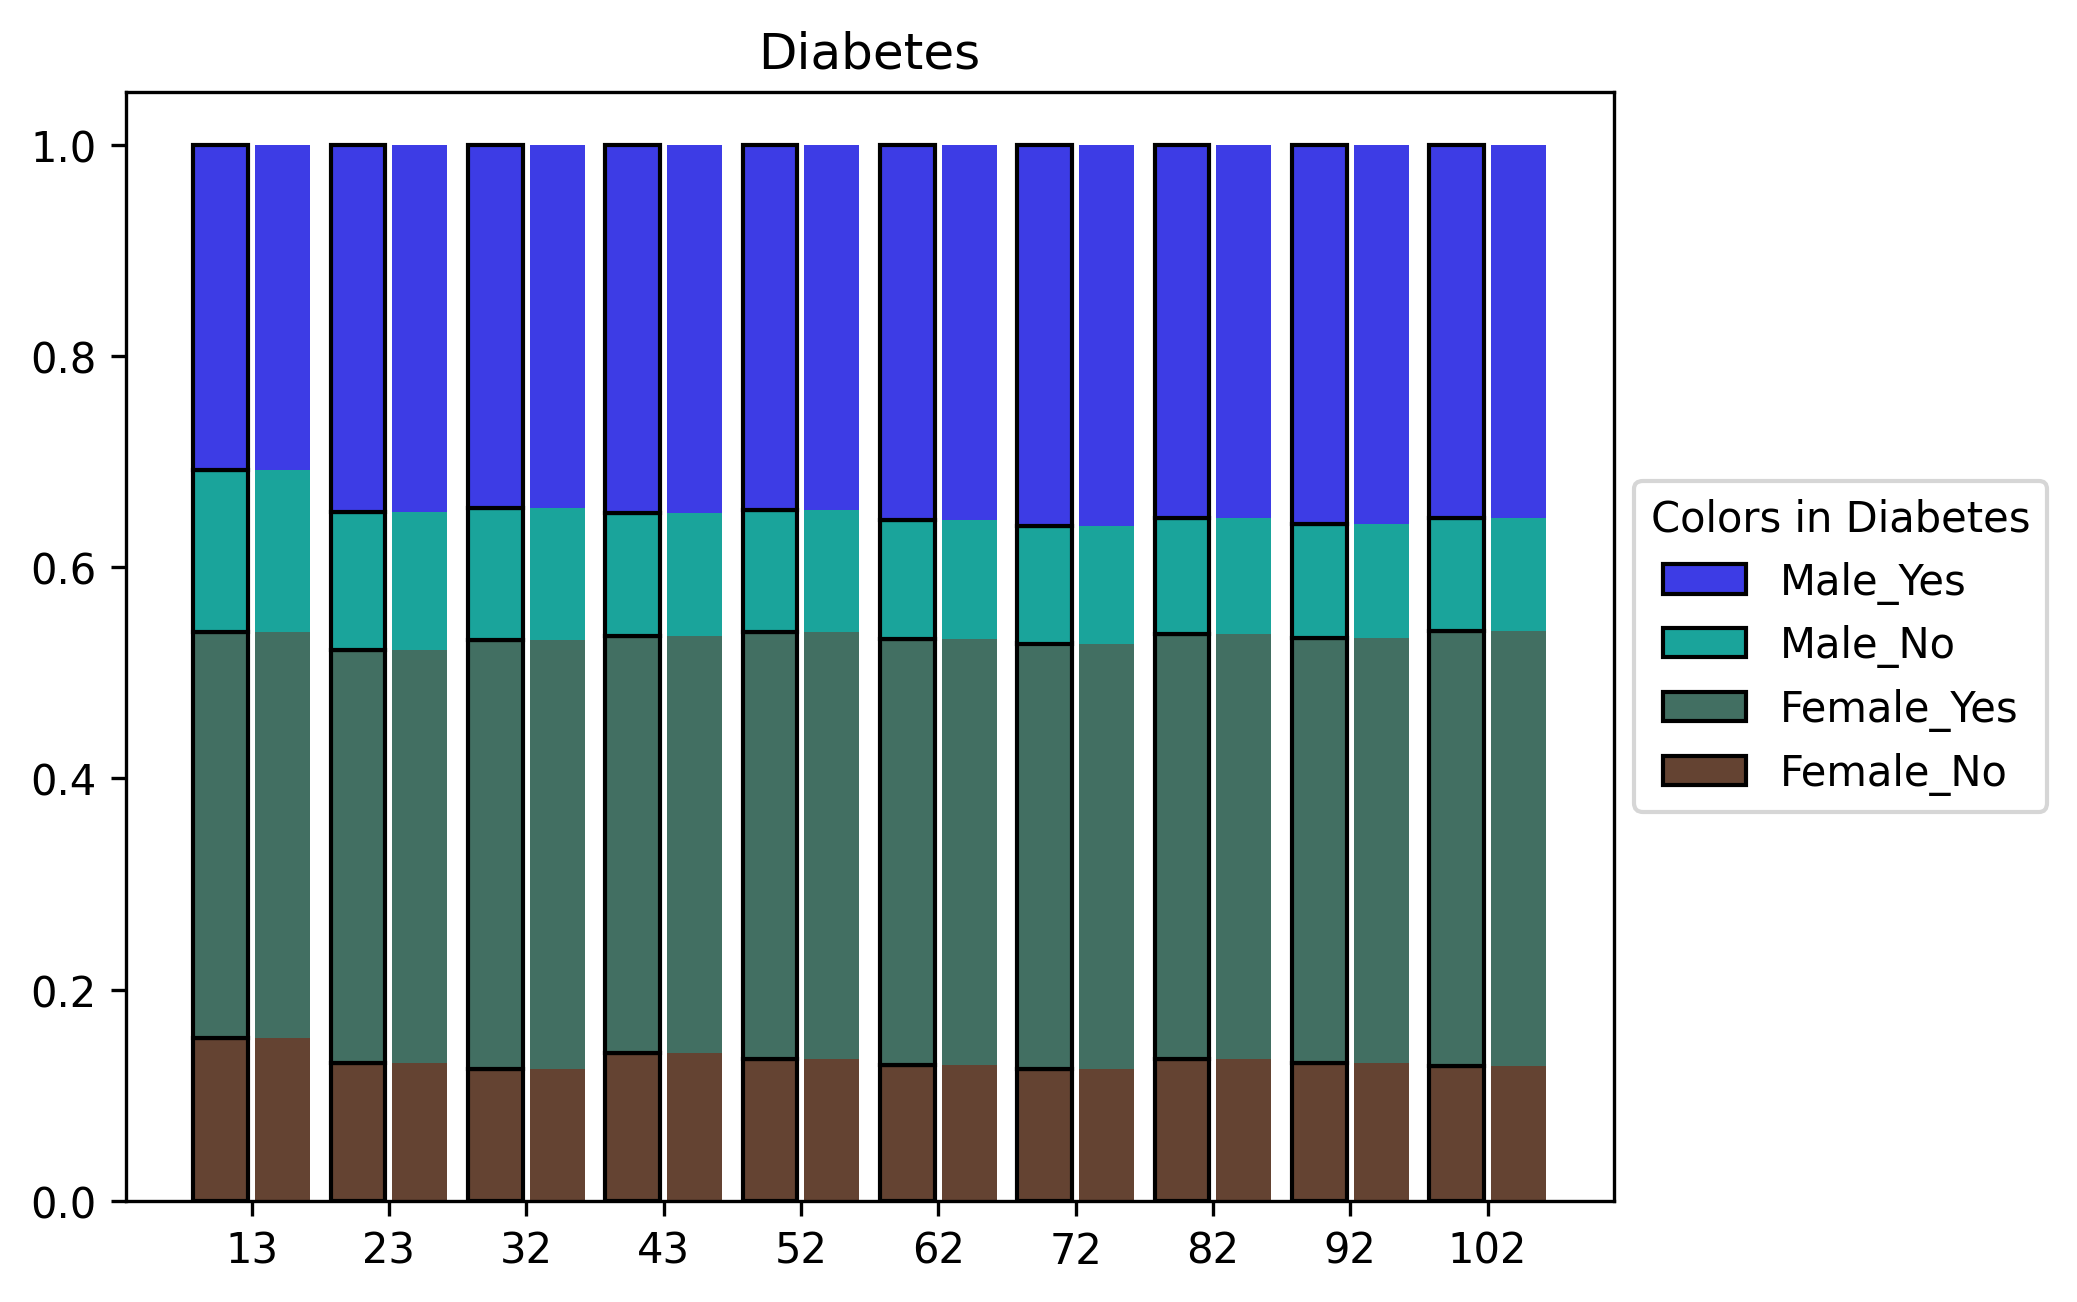 Diabetes
1.0
0.8
0.6
0.4
0.2
0.0
13 23 32 43 52 62 72 82 92 102
Colors in Diabetes
Male_Yes
Male_No
Female_Yes
Female_No